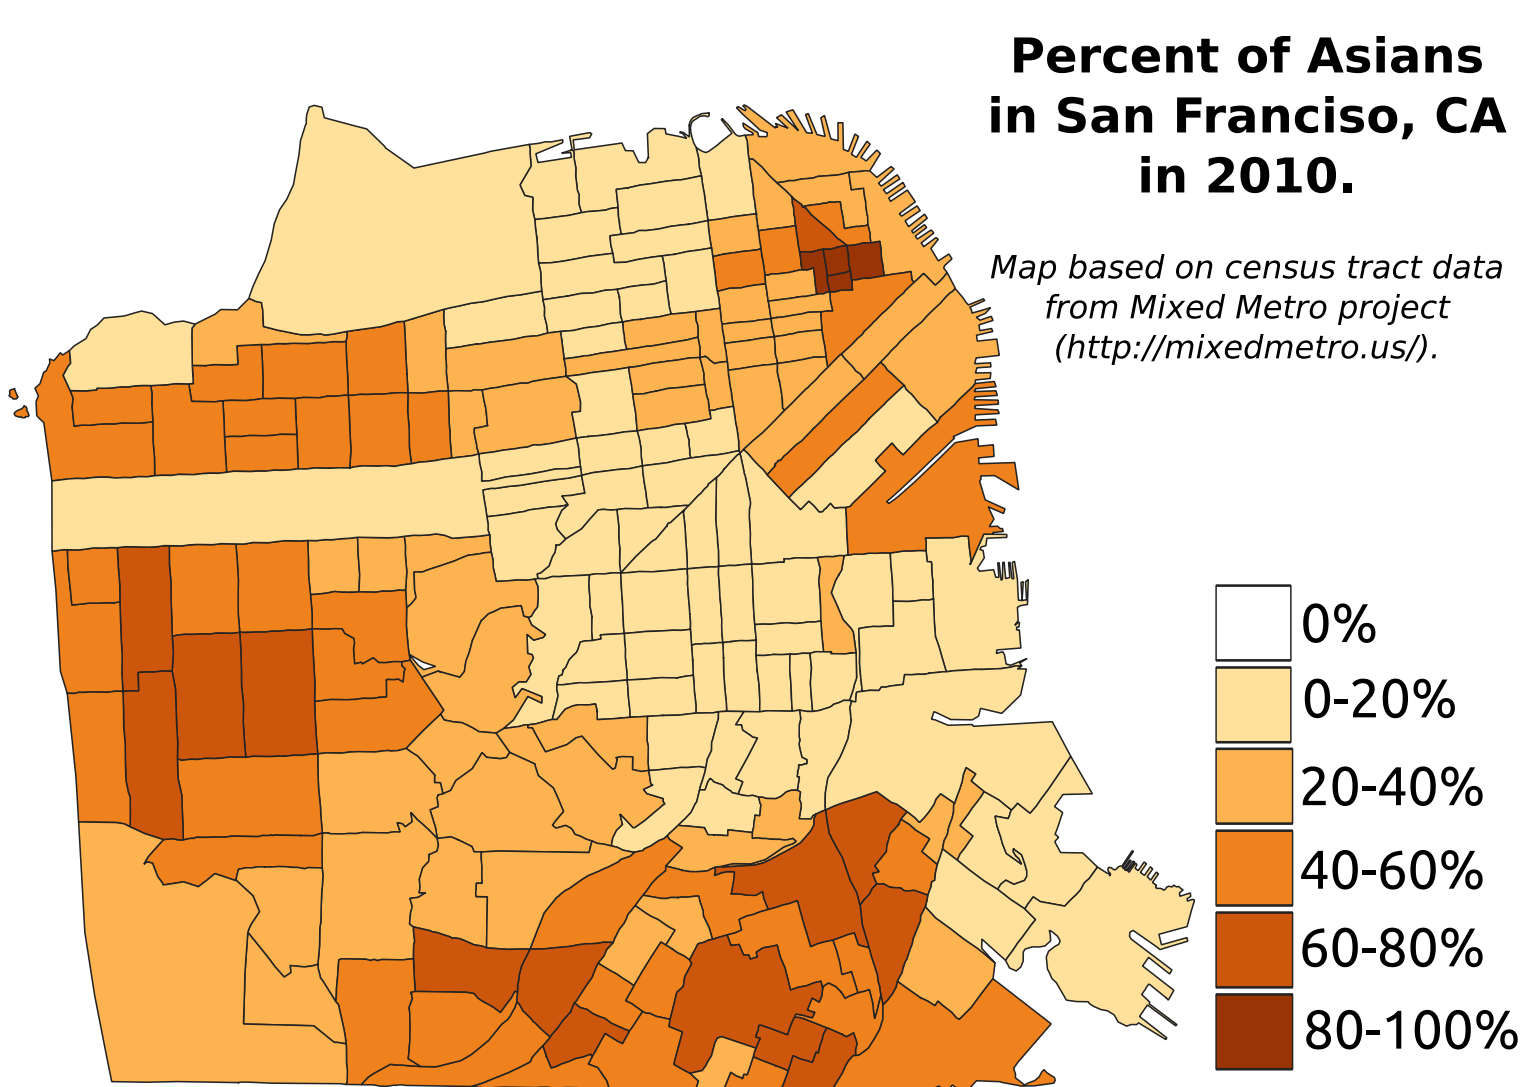 Percent of Asians
in San Franciso, CA
in 2010.
Map based on census tract data
from Mixed Metro project
(http://mixedmetro.us/).
0%
0-20%
20-40%
40-60%
60-80%
80-100%